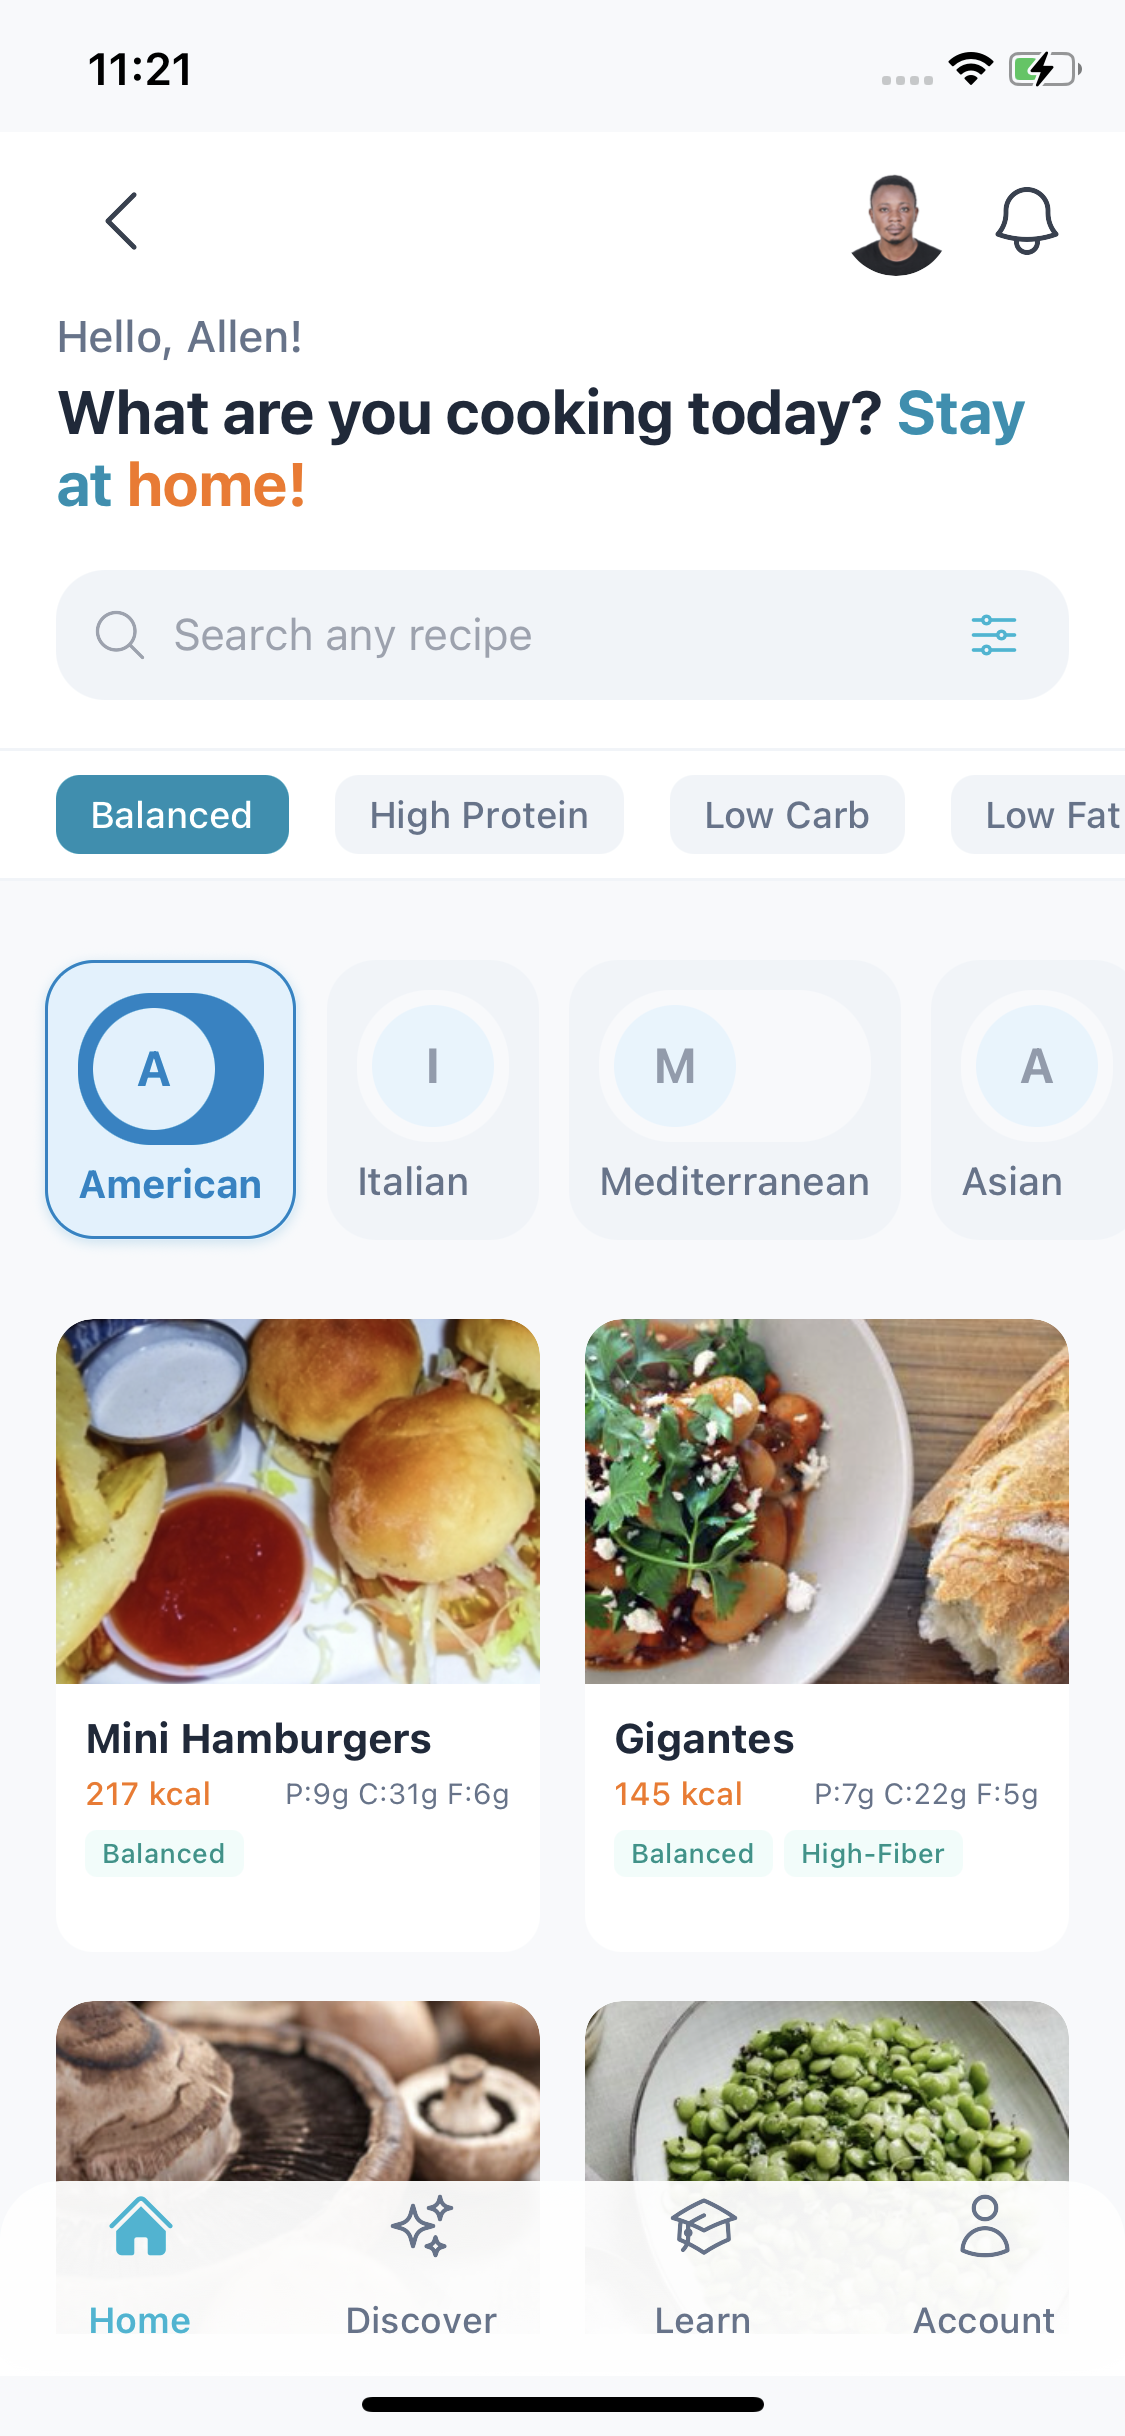 11:21
Hello, Allen!
What are you cooking today? Stay
at home!
Search any recipe
Balanced High Protein Low Carb Low Fat
A I M A
American Italian Mediterranean Asian
Mini Hamburgers
217 kcal P:9g C:31g F:6g
Balanced
Gigantes
145 kcal P:7g C:22g F:5g
Balanced High-Fiber
Home Discover Learn Account